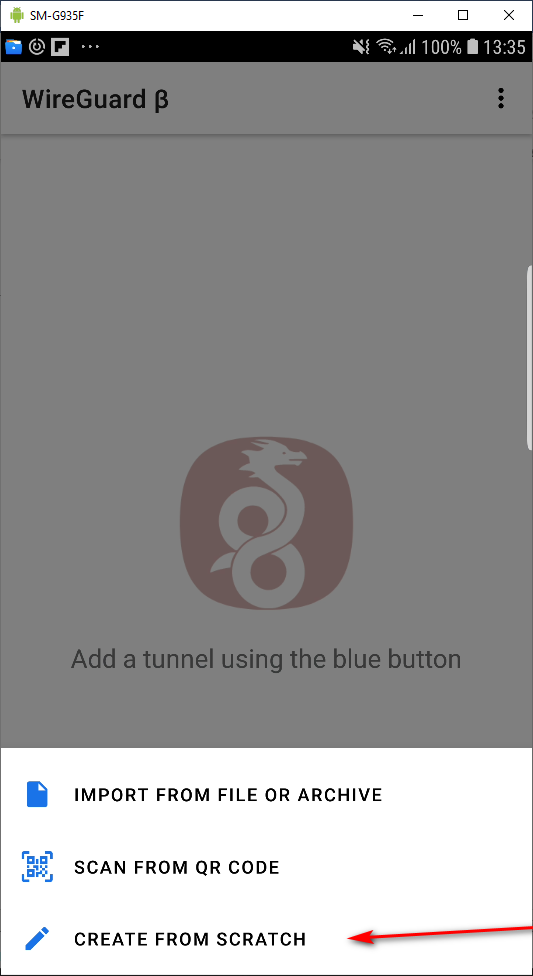 SM-G935F
100% 13:35
WireGuard β
Add a tunnel using the blue button
IMPORT FROM FILE OR ARCHIVE
SCAN FROM QR CODE
CREATE FROM SCRATCH